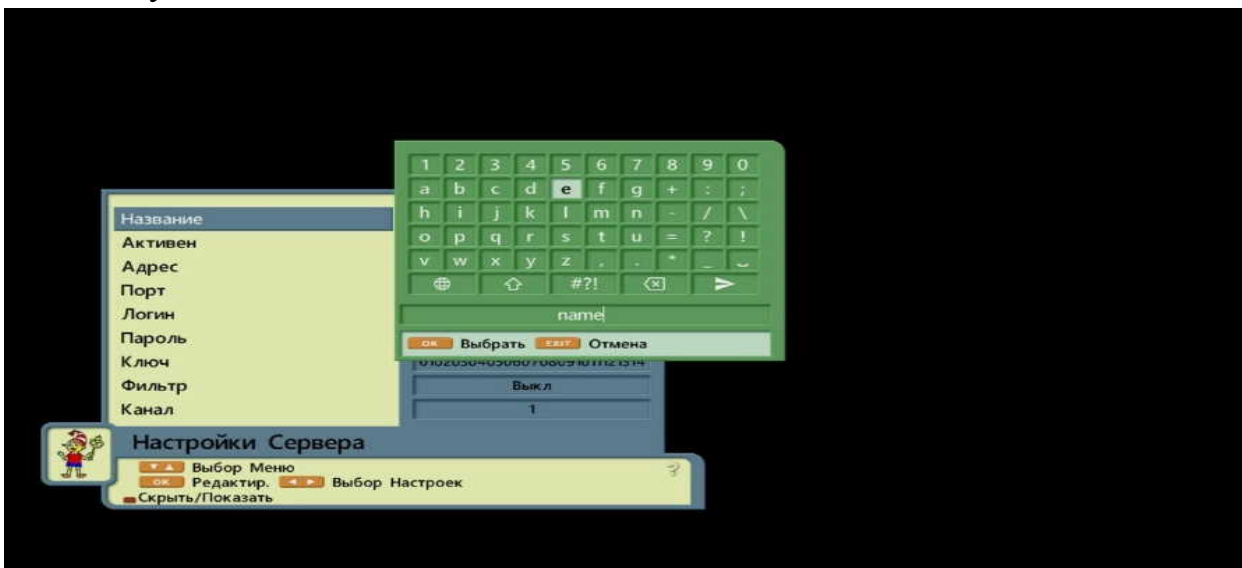 1 2 3 4 5 6 7 8 9 0
a b c d e f g + : ;
h i j k l m n - / \
o p q r s t u = ? !
v w x y z , . * _ ⎵
#?!
name
OK Выбрать EXIT Отмена
Название
Активен
Адрес
Порт
Логин
Пароль
Ключ 0102030405060708091011121314
Фильтр Выкл
Канал 1
Настройки Сервера
Выбор Меню
OK Редактир. Выбор Настроек
Скрыть/Показать